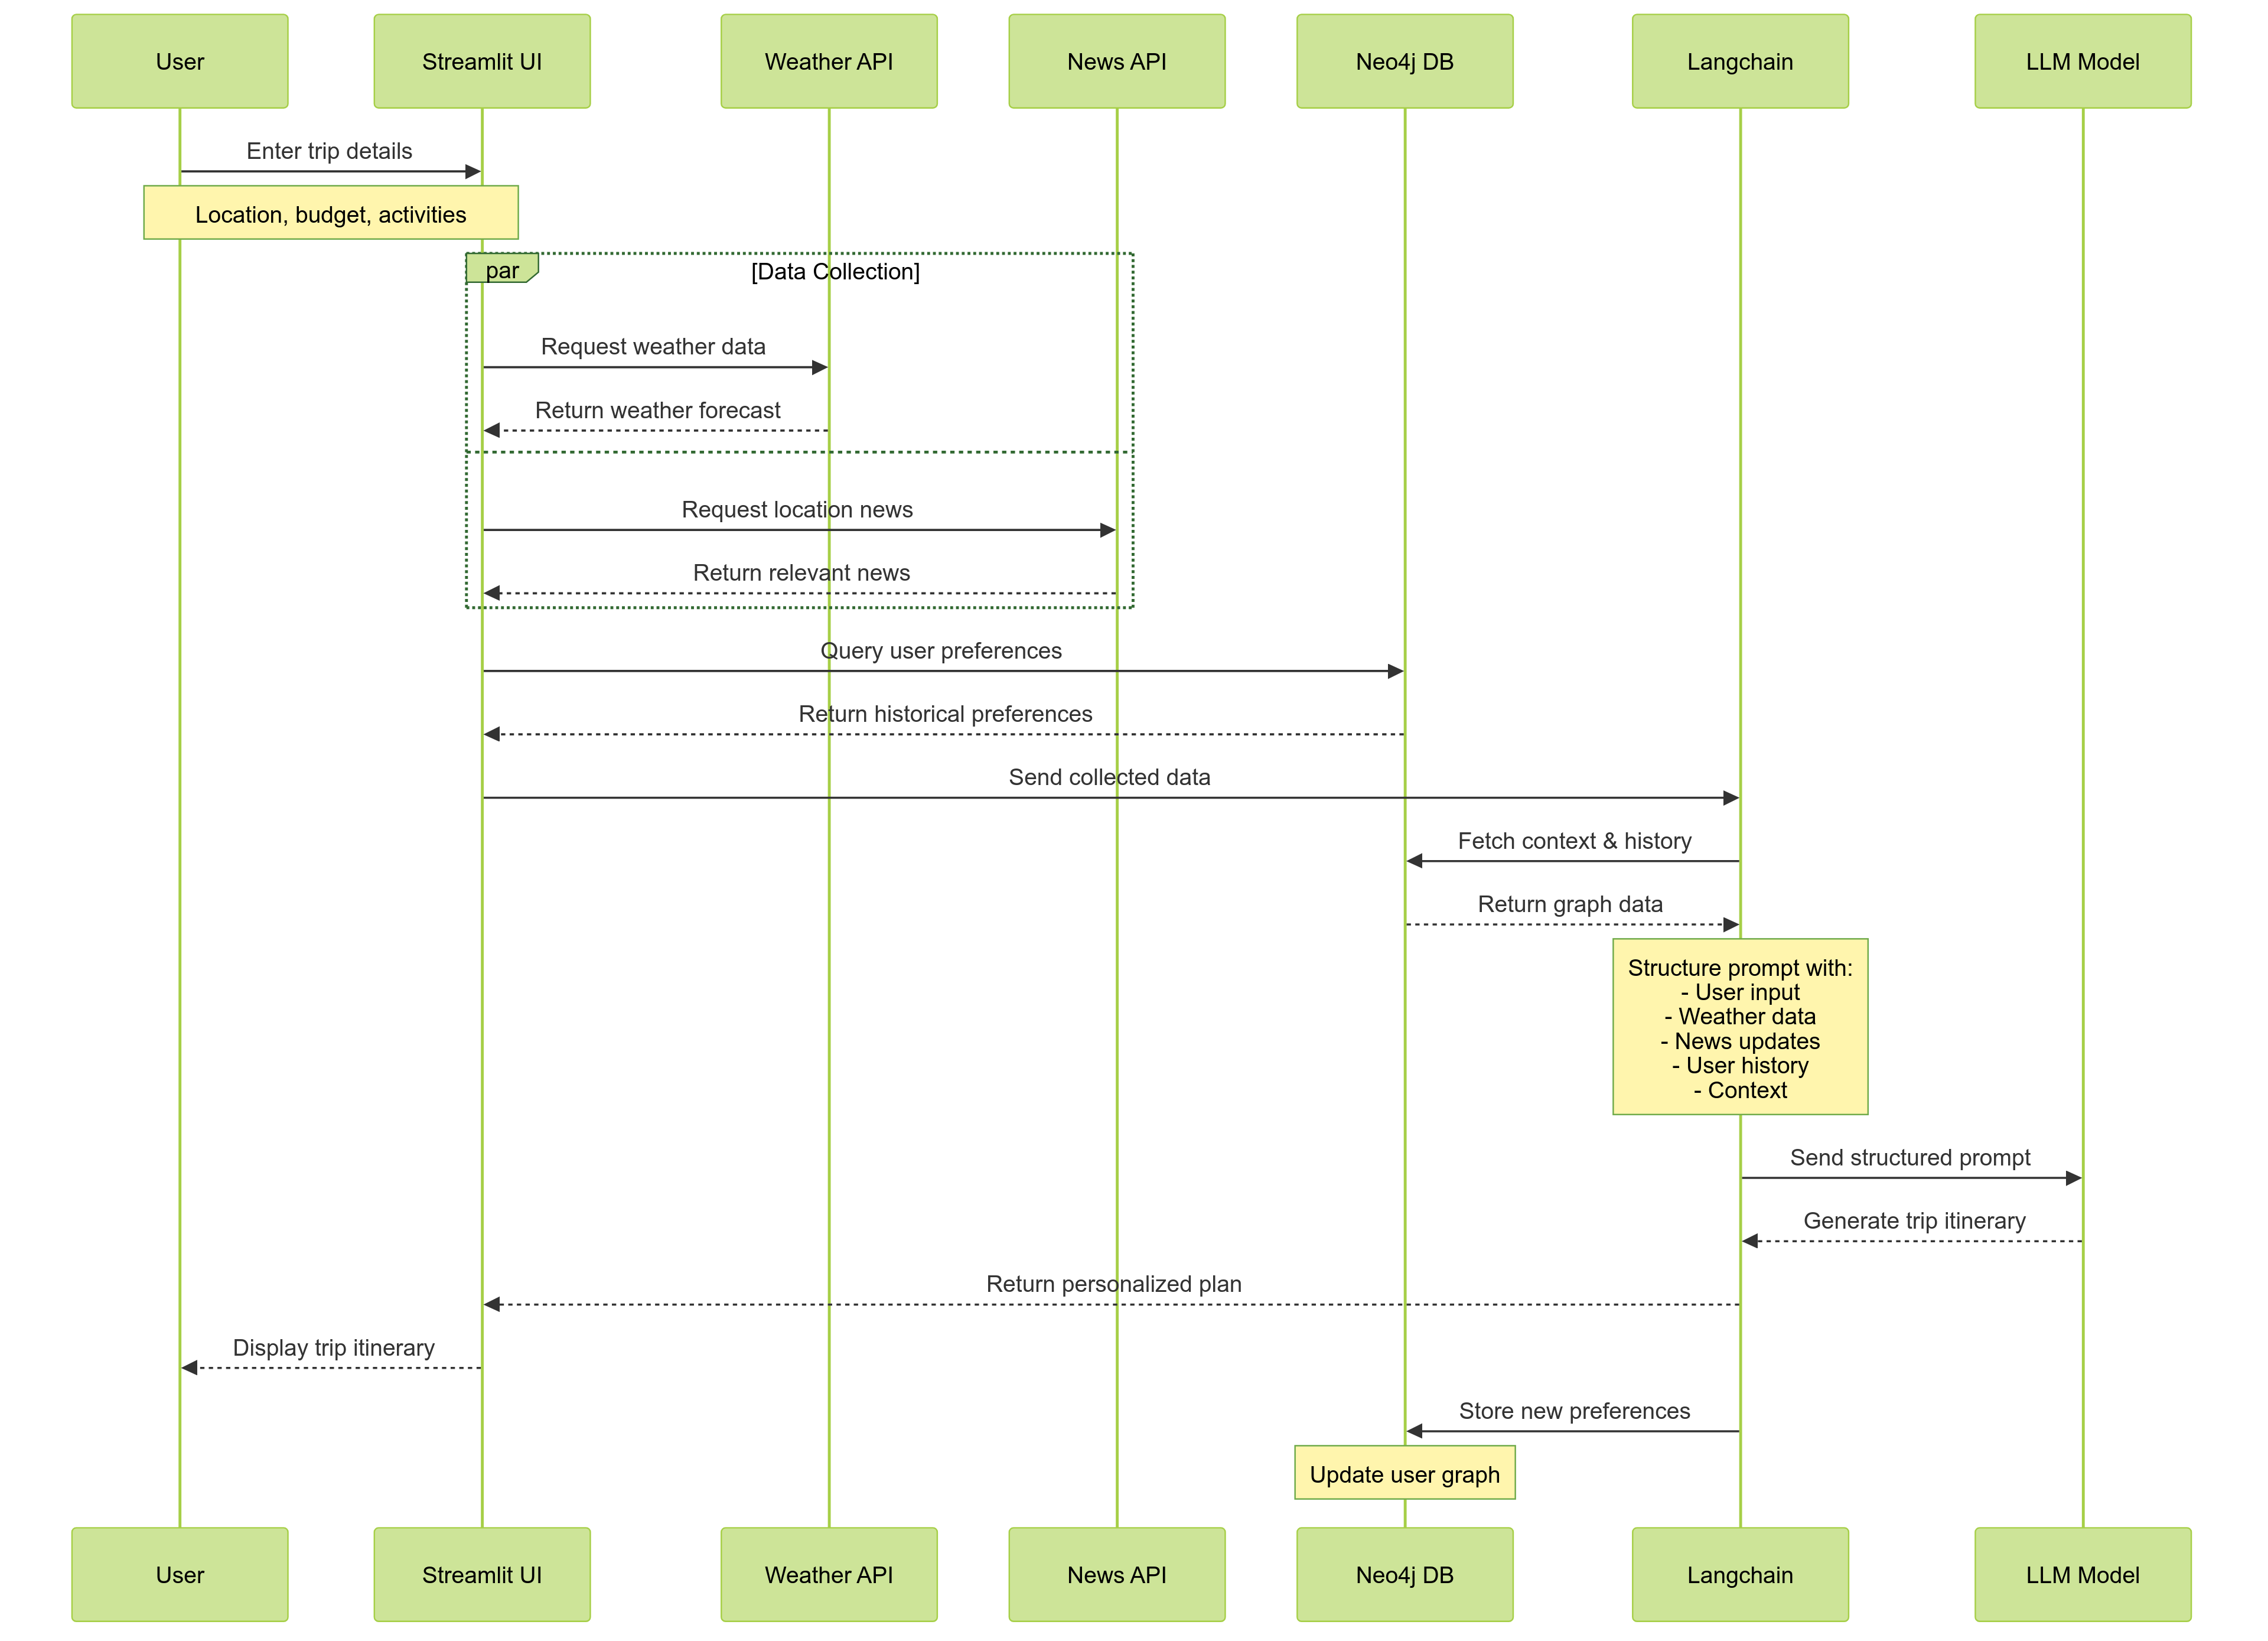 User
Streamlit UI
Weather API
News API
Neo4j DB
Langchain
LLM Model
Enter trip details
Location, budget, activities
par
[Data Collection]
Request weather data
Return weather forecast
Request location news
Return relevant news
Query user preferences
Return historical preferences
Send collected data
Fetch context & history
Return graph data
Structure prompt with:
- User input
- Weather data
- News updates
- User history
- Context
Send structured prompt
Generate trip itinerary
Return personalized plan
Display trip itinerary
Store new preferences
Update user graph
User
Streamlit UI
Weather API
News API
Neo4j DB
Langchain
LLM Model